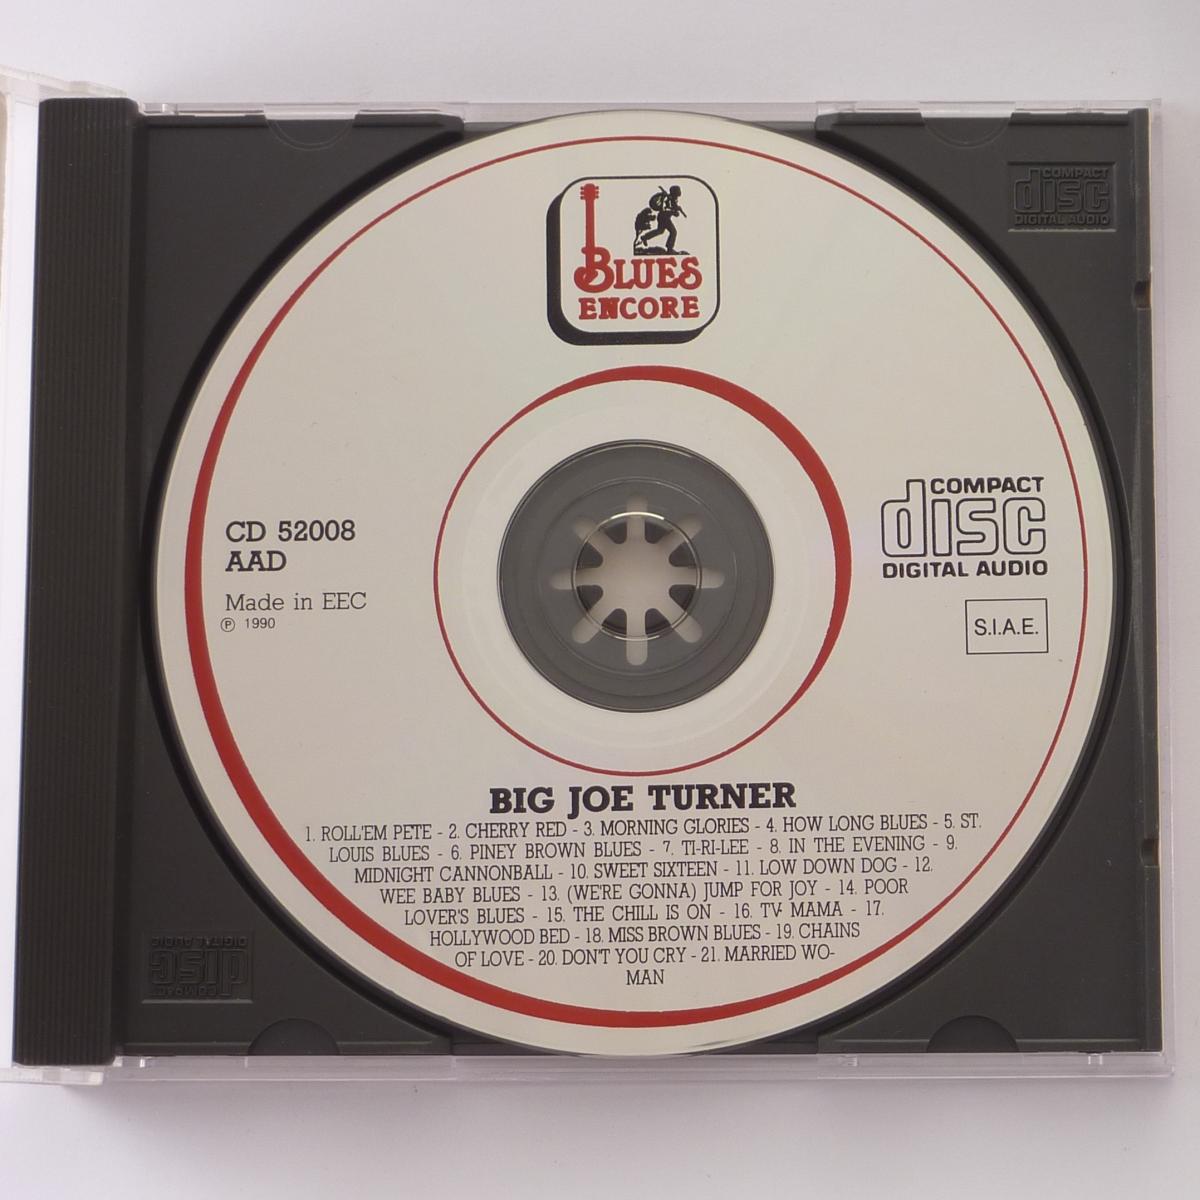 COMPACT
disc
DIGITAL AUDIO
BLUES
ENCORE
COMPACT
disc
DIGITAL AUDIO
CD 52008
AAD
Made in EEC
℗ 1990
S.I.A.E.
BIG JOE TURNER
1. ROLL'EM PETE - 2. CHERRY RED - 3. MORNING GLORIES - 4. HOW LONG BLUES - 5. ST.
LOUIS BLUES - 6. PINEY BROWN BLUES - 7. TI-RI-LEE - 8. IN THE EVENING - 9.
MIDNIGHT CANNONBALL - 10. SWEET SIXTEEN - 11. LOW DOWN DOG - 12.
WEE BABY BLUES - 13. (WE'RE GONNA) JUMP FOR JOY - 14. POOR
LOVER'S BLUES - 15. THE CHILL IS ON - 16. TV MAMA - 17.
HOLLYWOOD BED - 18. MISS BROWN BLUES - 19. CHAINS
OF LOVE - 20. DON'T YOU CRY - 21. MARRIED WO-
MAN
COMPACT
disc
DIGITAL AUDIO